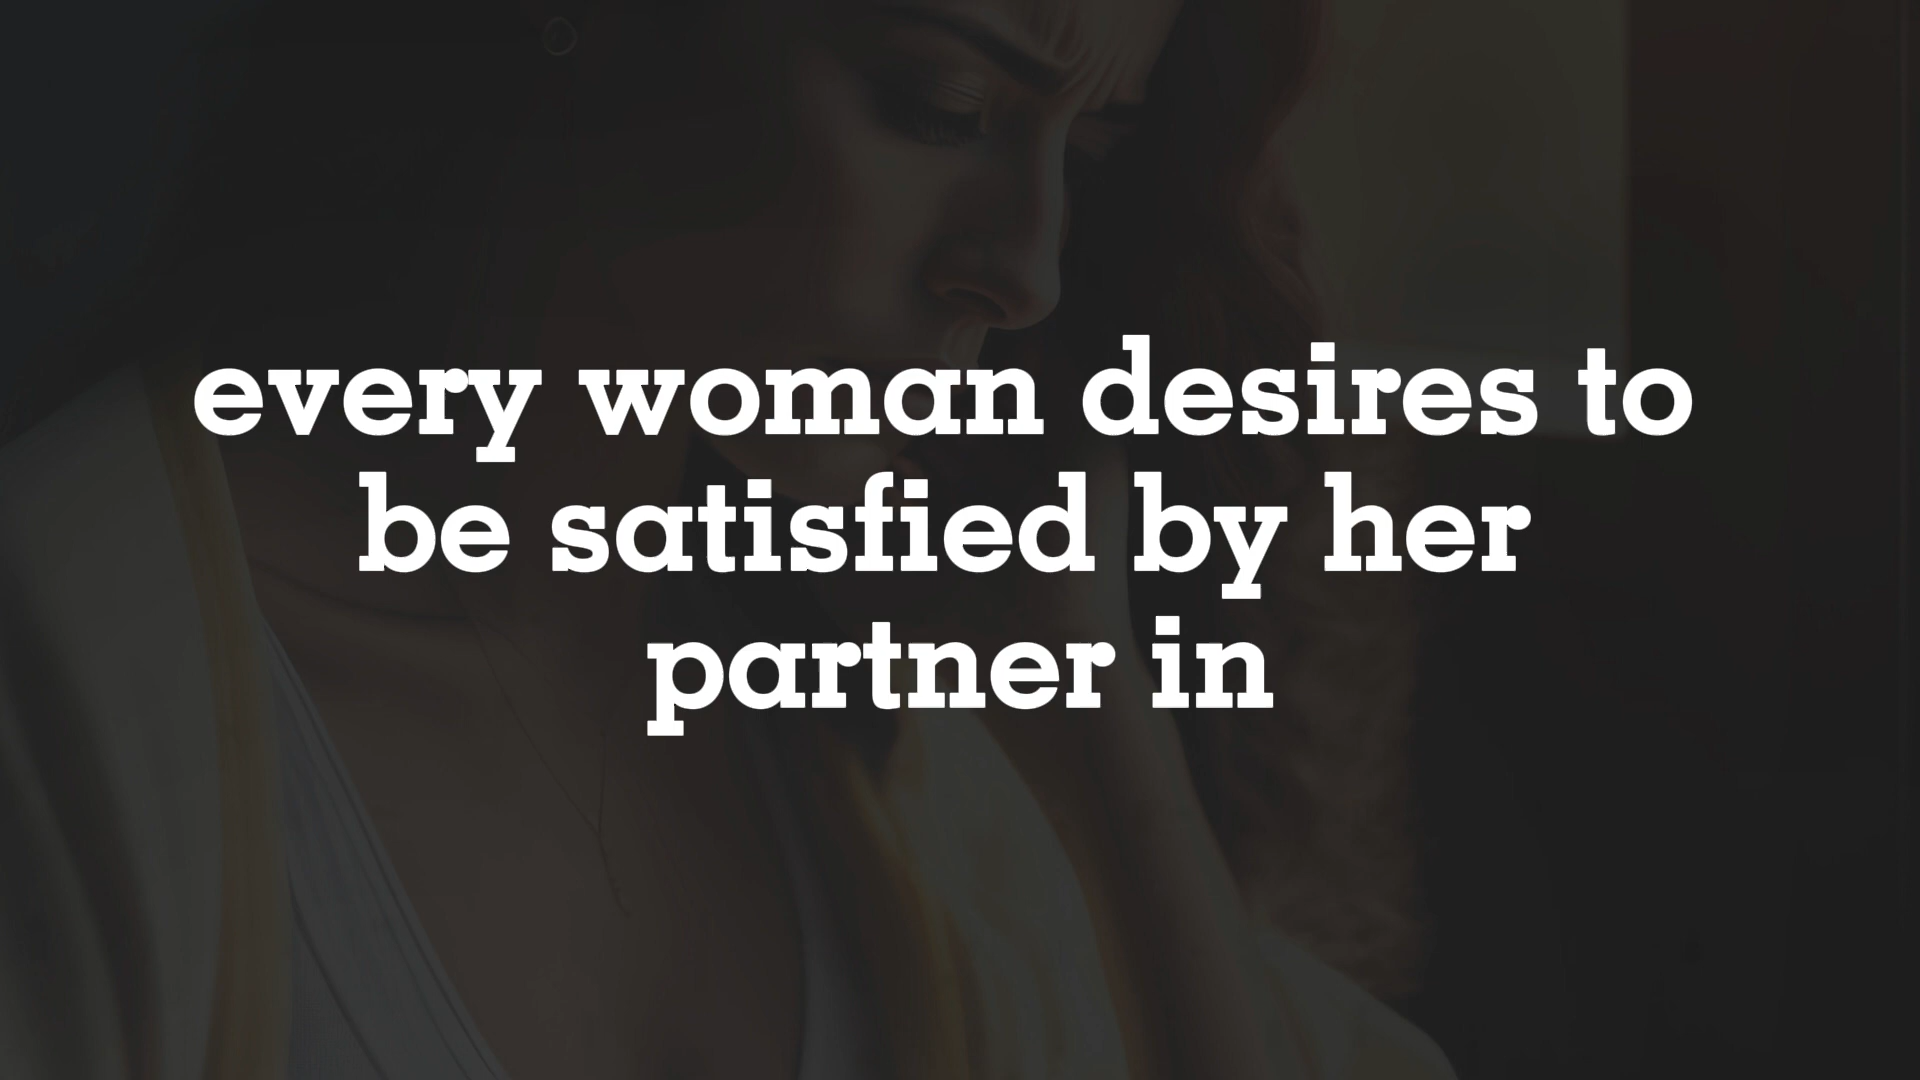 every woman desires to
be satisfied by her
partner in